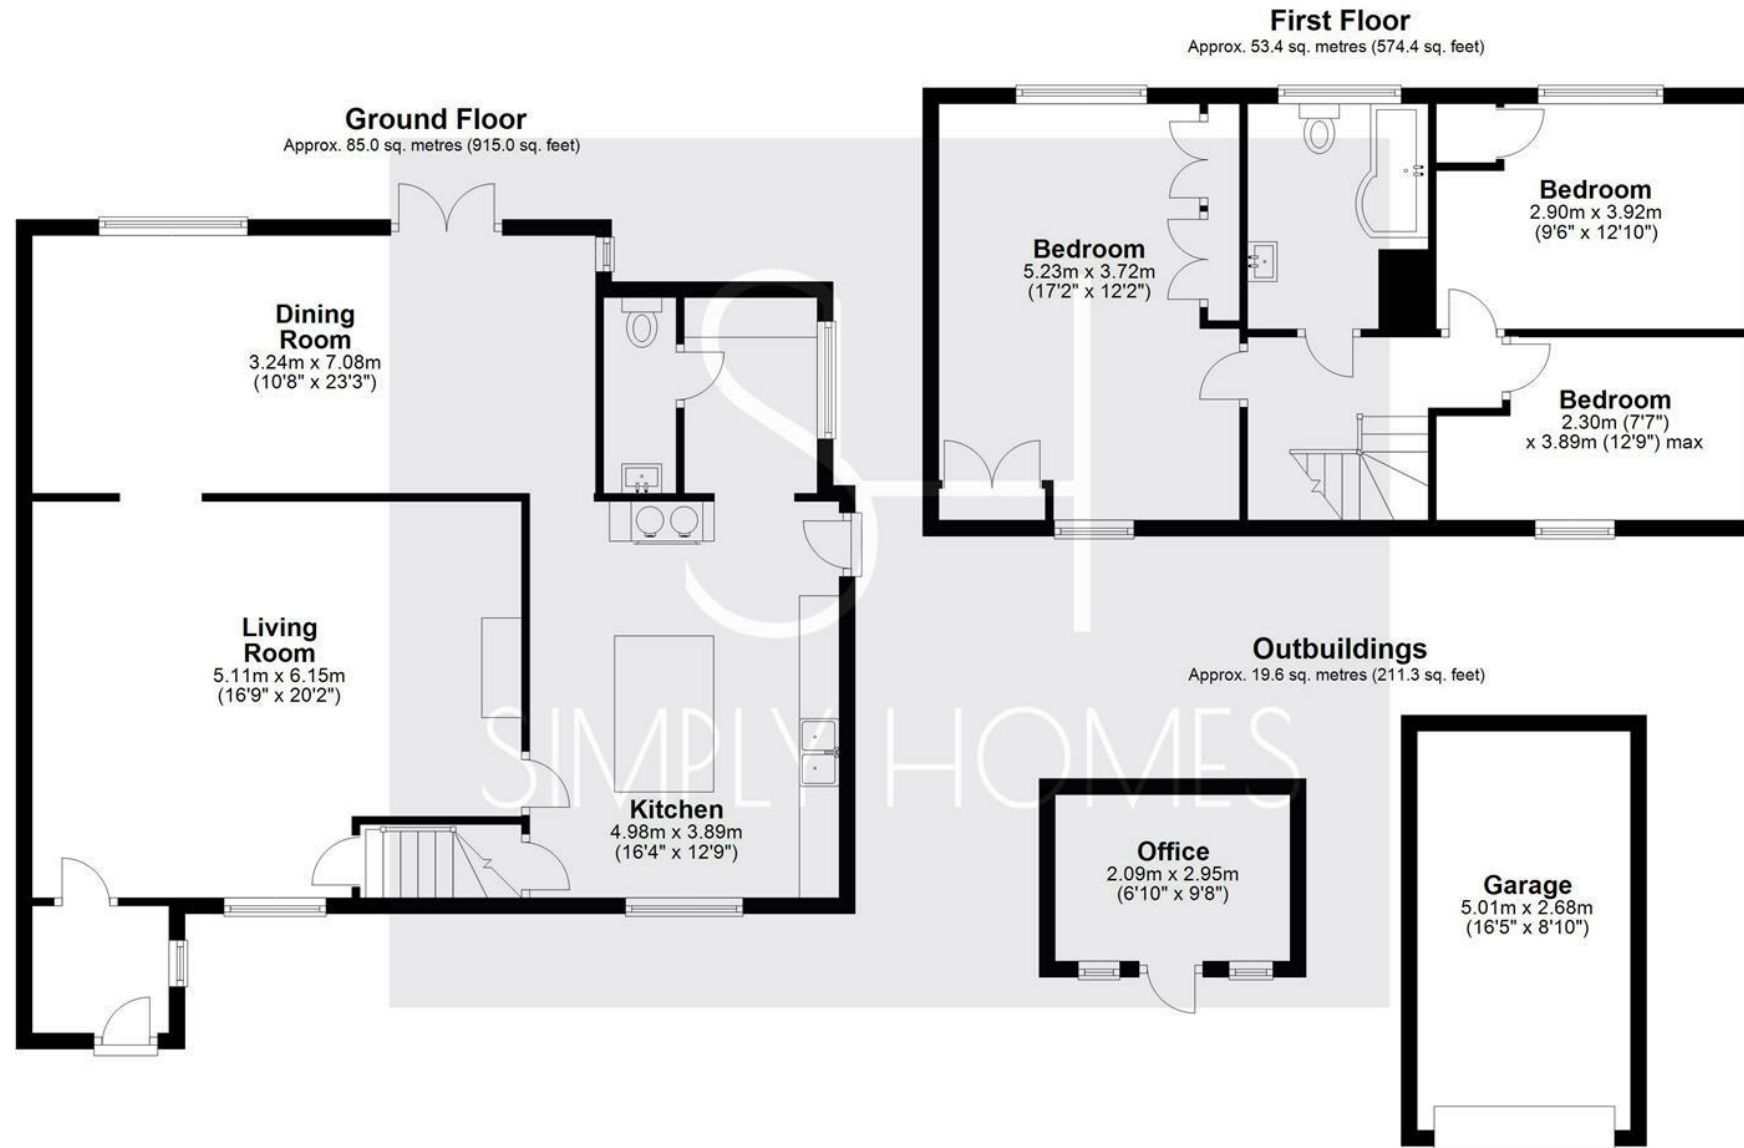 First Floor
Approx. 53.4 sq. metres (574.4 sq. feet)
Ground Floor
Approx. 85.0 sq. metres (915.0 sq. feet)
Dining
Room
3.24m x 7.08m
(10'8" x 23'3")
Living
Room
5.11m x 6.15m
(16'9" x 20'2")
Kitchen
4.98m x 3.89m
(16'4" x 12'9")
Bedroom
5.23m x 3.72m
(17'2" x 12'2")
Bedroom
2.90m x 3.92m
(9'6" x 12'10")
Bedroom
2.30m (7'7")
x 3.89m (12'9") max
Outbuildings
Approx. 19.6 sq. metres (211.3 sq. feet)
Office
2.09m x 2.95m
(6'10" x 9'8")
Garage
5.01m x 2.68m
(16'5" x 8'10")
SH
SIMPLY HOMES